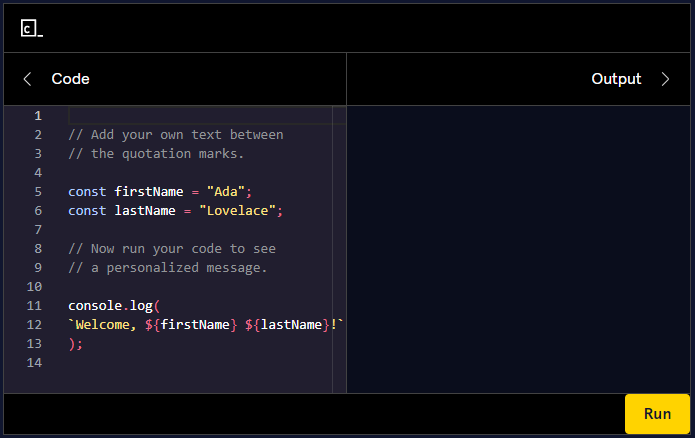 c_
Code
Output
1
2 // Add your own text between
3 // the quotation marks.
4
5 const firstName = "Ada";
6 const lastName = "Lovelace";
7
8 // Now run your code to see
9 // a personalized message.
10
11 console.log(
12 `Welcome, ${firstName} ${lastName}!`
13 );
14
Run